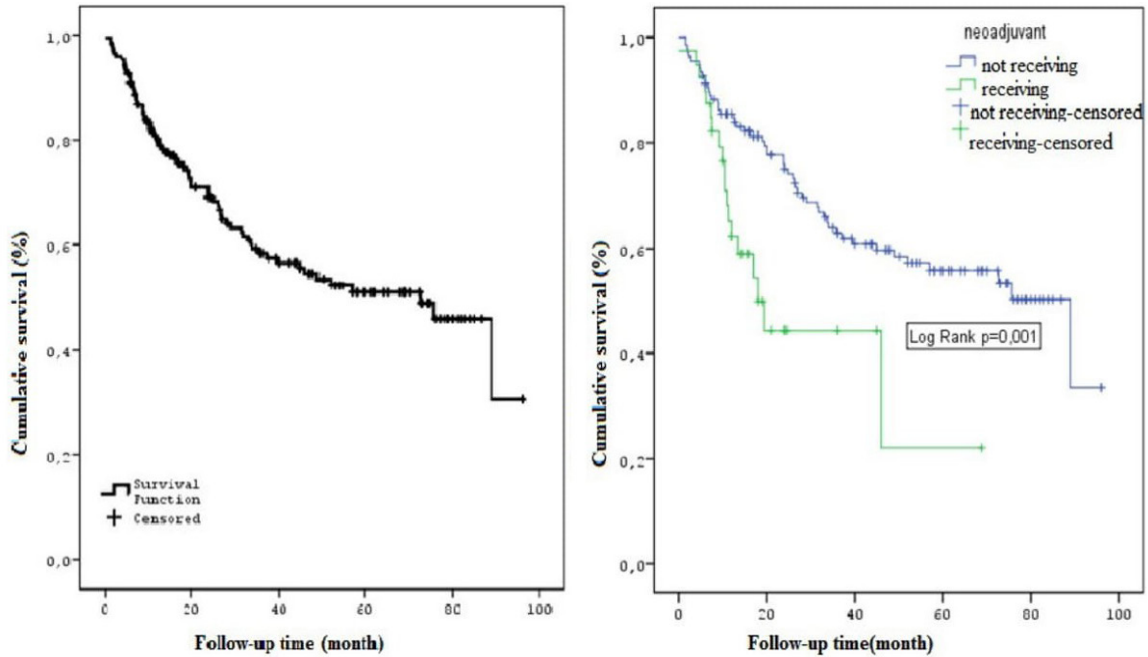 Cumulative survival (%)
1,0
0,8
0,6
0,4
0,2
0,0
Survival
Function
Censored
0 20 40 60 80 100
Follow-up time (month)
Cumulative survival (%)
1,0
0,8
0,6
0,4
0,2
0,0
neoadjuvant
not receiving
receiving
not receiving-censored
receiving-censored
Log Rank p=0,001
0 20 40 60 80 100
Follow-up time(month)